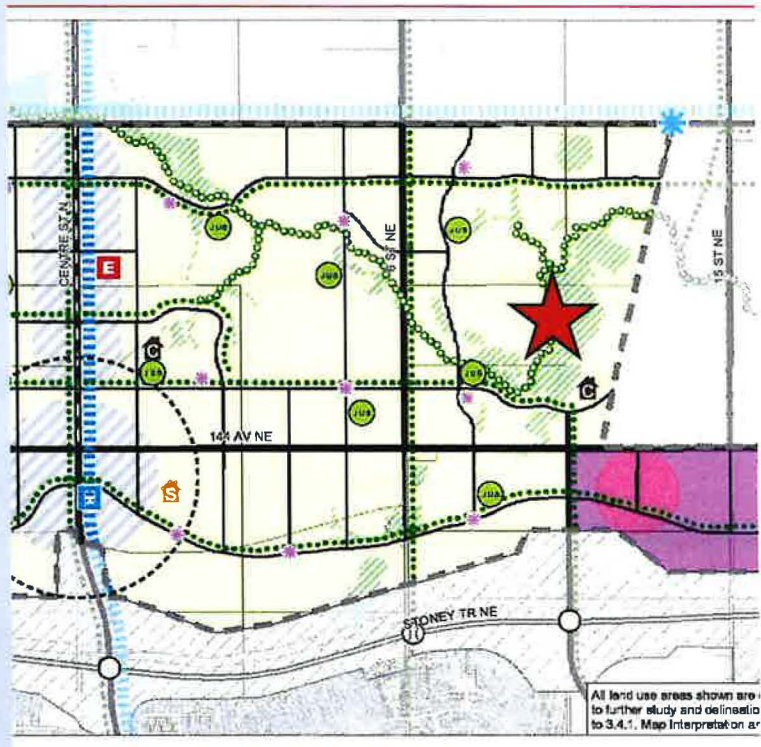 CENTRE ST N
6 ST NE
15 ST NE
JUS
JUS
E
JUS
C
JUS
JUS
C
JUS
144 AV NE
S
H
JUS
STONEY TR NE
All land use areas shown are
to further study and delineatio
to 3.4.1. Map Interpretation an